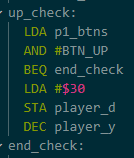 up_check:
LDA p1_btns
AND #BTN_UP
BEQ end_check
LDA #$30
STA player_d
DEC player_y
end_check: